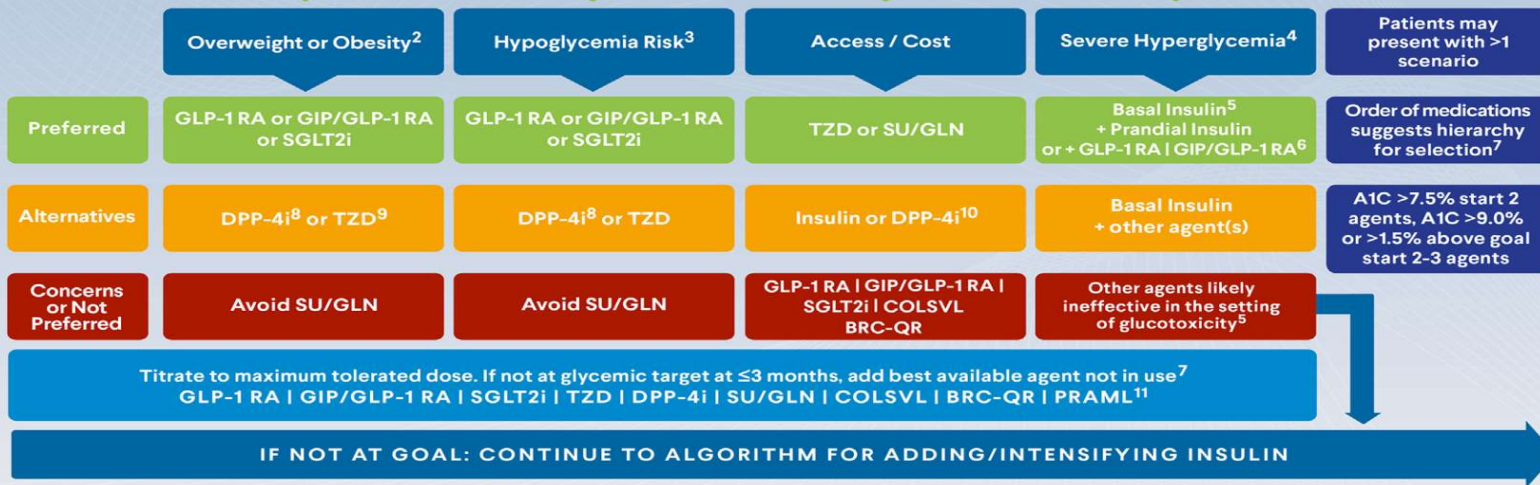 Overweight or Obesity²
Hypoglycemia Risk³
Access / Cost
Severe Hyperglycemia⁴
Patients may
present with >1
scenario
Preferred
GLP-1 RA or GIP/GLP-1 RA
or SGLT2i
GLP-1 RA or GIP/GLP-1 RA
or SGLT2i
TZD or SU/GLN
Basal Insulin⁵
+ Prandial Insulin
or + GLP-1 RA | GIP/GLP-1 RA⁶
Order of medications
suggests hierarchy
for selection⁷
Alternatives
DPP-4i⁸ or TZD⁹
DPP-4i⁸ or TZD
Insulin or DPP-4i¹⁰
Basal Insulin
+ other agent(s)
A1C >7.5% start 2
agents, A1C >9.0%
or >1.5% above goal
start 2-3 agents
Concerns
or Not
Preferred
Avoid SU/GLN
Avoid SU/GLN
GLP-1 RA | GIP/GLP-1 RA |
SGLT2i | COLSVL
BRC-QR
Other agents likely
ineffective in the setting
of glucotoxicity⁵
Titrate to maximum tolerated dose. If not at glycemic target at ≤3 months, add best available agent not in use⁷
GLP-1 RA | GIP/GLP-1 RA | SGLT2i | TZD | DPP-4i | SU/GLN | COLSVL | BRC-QR | PRAML¹¹
IF NOT AT GOAL: CONTINUE TO ALGORITHM FOR ADDING/INTENSIFYING INSULIN